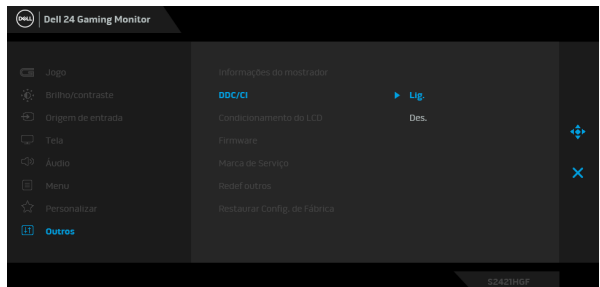 DELL Dell 24 Gaming Monitor
Jogo
Brilho/contraste
Origem de entrada
Tela
Áudio
Menu
Personalizar
Outros
Informações do mostrador
DDC/CI Lig.
Condicionamento do LCD Des.
Firmware
Marca de Serviço
Redef outros
Restaurar Config. de Fábrica
S2421HGF